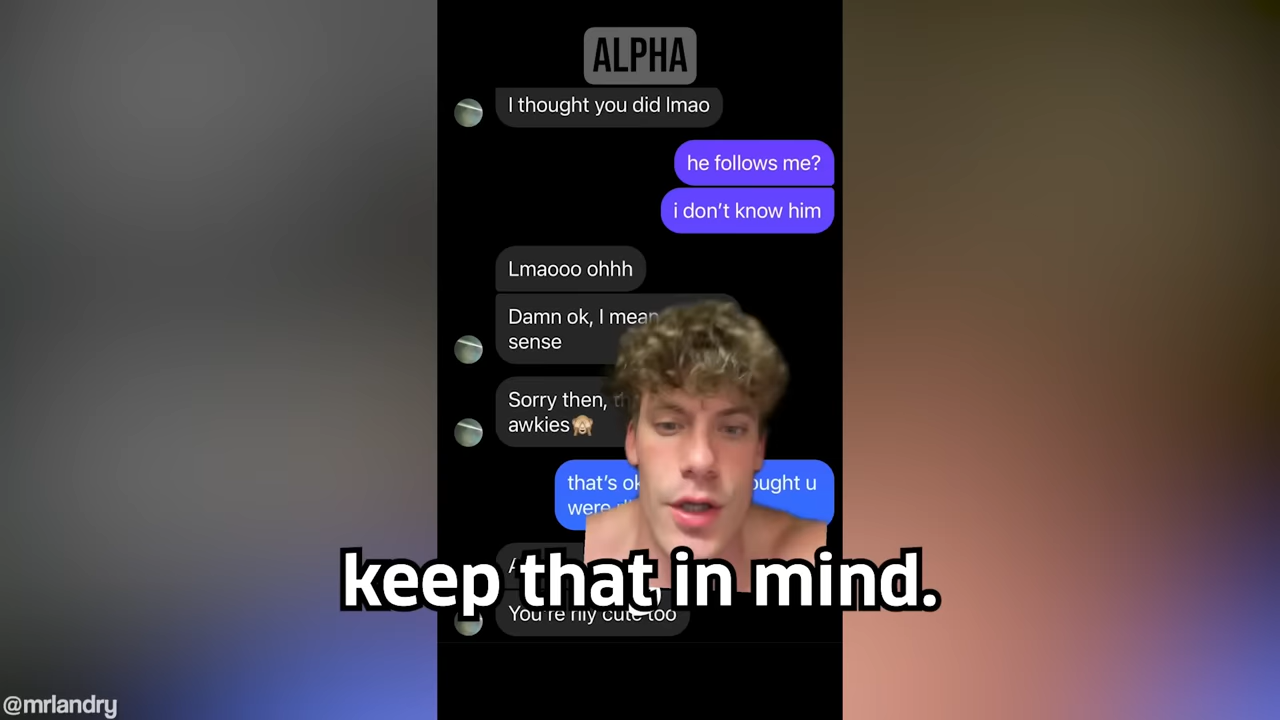 ALPHA
I thought you did lmao
he follows me?
i don't know him
Lmaooo ohhh
Damn ok, I mean
sense
Sorry then,
awkies🙈
that's ok ought u
were
keep that in mind.
You're rlly cute too
@mrlandry